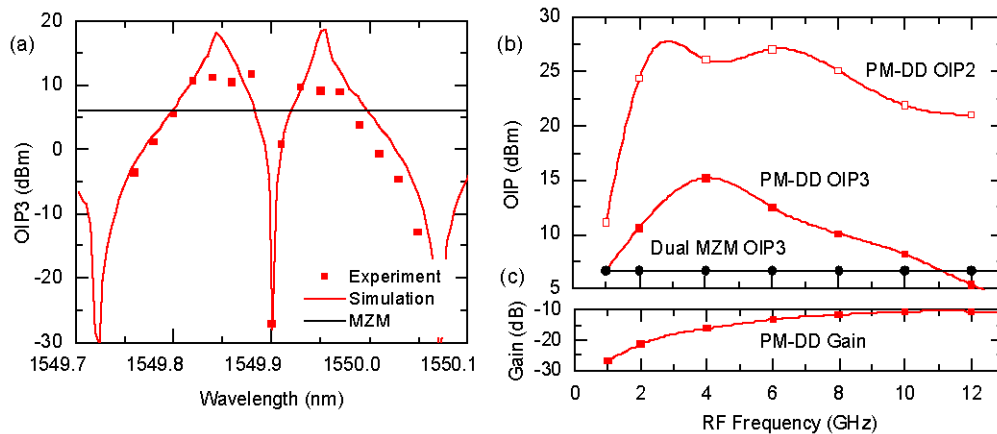 (a)
20
10
0
-10
-20
-30
OIP3 (dBm)
Experiment
Simulation
MZM
1549.7
1549.8
1549.9
1550.0
1550.1
Wavelength (nm)
(b)
30
25
20
15
10
5
OIP (dBm)
PM-DD OIP2
PM-DD OIP3
Dual MZM OIP3
(c)
-10
-20
-30
Gain (dB)
PM-DD Gain
0
2
4
6
8
10
12
RF Frequency (GHz)